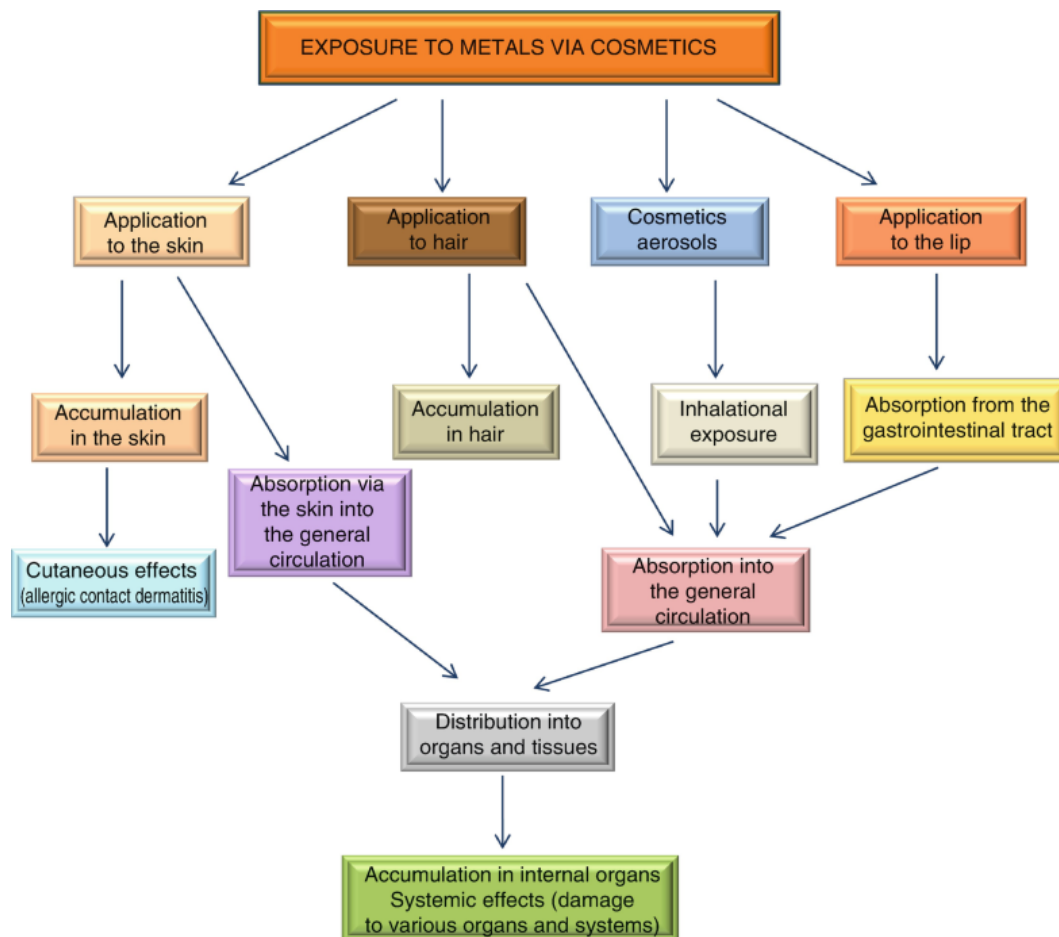 EXPOSURE TO METALS VIA COSMETICS
Application
to the skin
Application
to hair
Cosmetics
aerosols
Application
to the lip
Accumulation
in the skin
Accumulation
in hair
Inhalational
exposure
Absorption from the
gastrointestinal tract
Absorption via
the skin into
the general
circulation
Cutaneous effects
(allergic contact dermatitis)
Absorption into
the general
circulation
Distribution into
organs and tissues
Accumulation in internal organs
Systemic effects (damage
to various organs and systems)